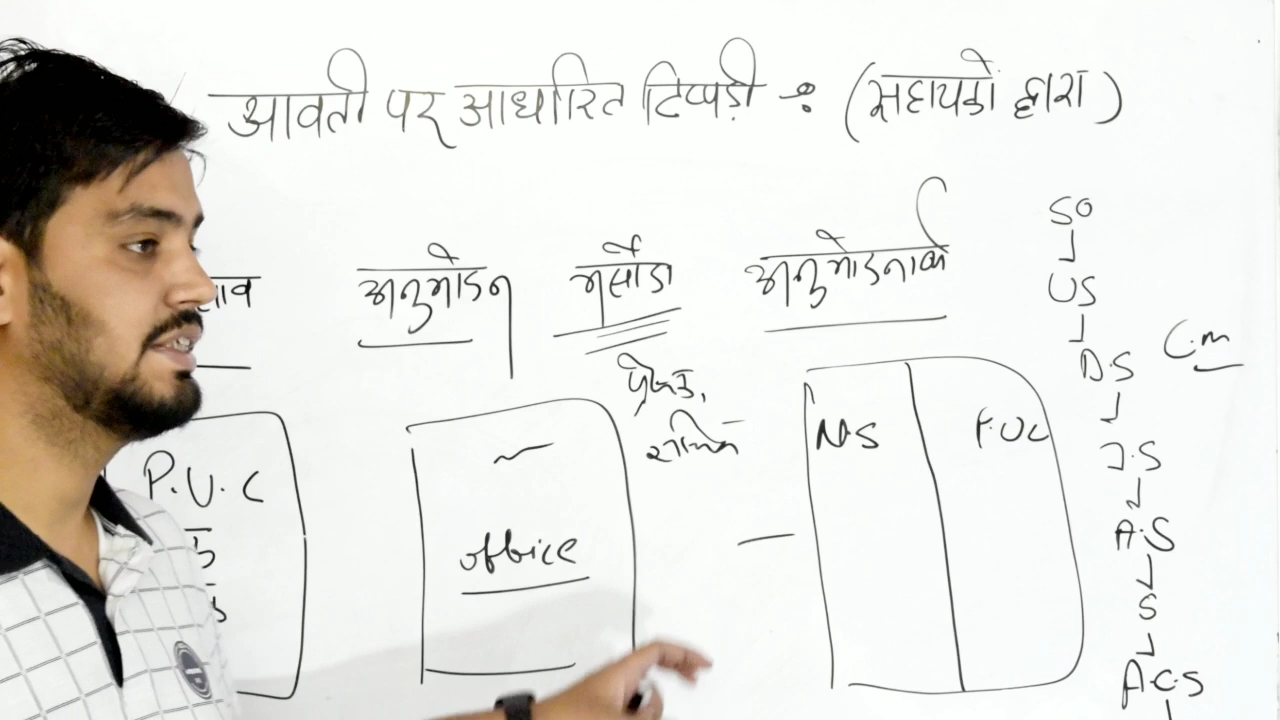 आवती पर आधारित टिप्पड़ी : (सहायको द्वारा)
अनुमोदन मसौदा अनुमोदनार्थ
प्रेषक,
P.U.C
office
N.S F.U.C
SO
US
D.S C.M
J.S
A.S
S
A.C.S